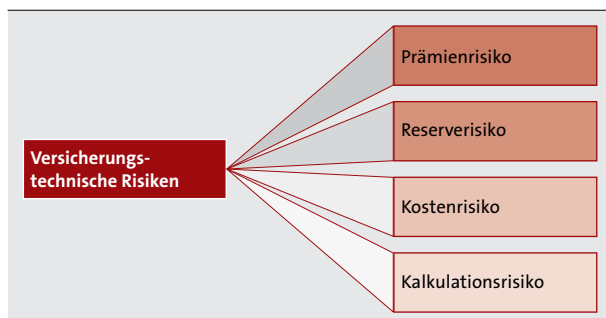 Versicherungs-
technische Risiken
Prämienrisiko
Reserverisiko
Kostenrisiko
Kalkulationsrisiko